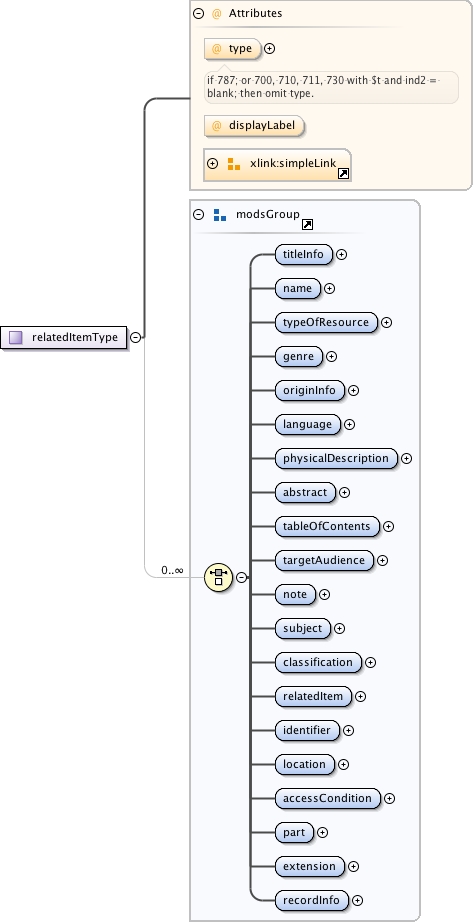 @ Attributes
@ type
if 787; or 700, 710, 711, 730 with $t and ind2 =
blank; then omit type.
@ displayLabel
xlink:simpleLink
modsGroup
titleInfo
name
typeOfResource
relatedItemType
genre
originInfo
language
physicalDescription
abstract
tableOfContents
targetAudience
0..∞
note
subject
classification
relatedItem
identifier
location
accessCondition
part
extension
recordInfo